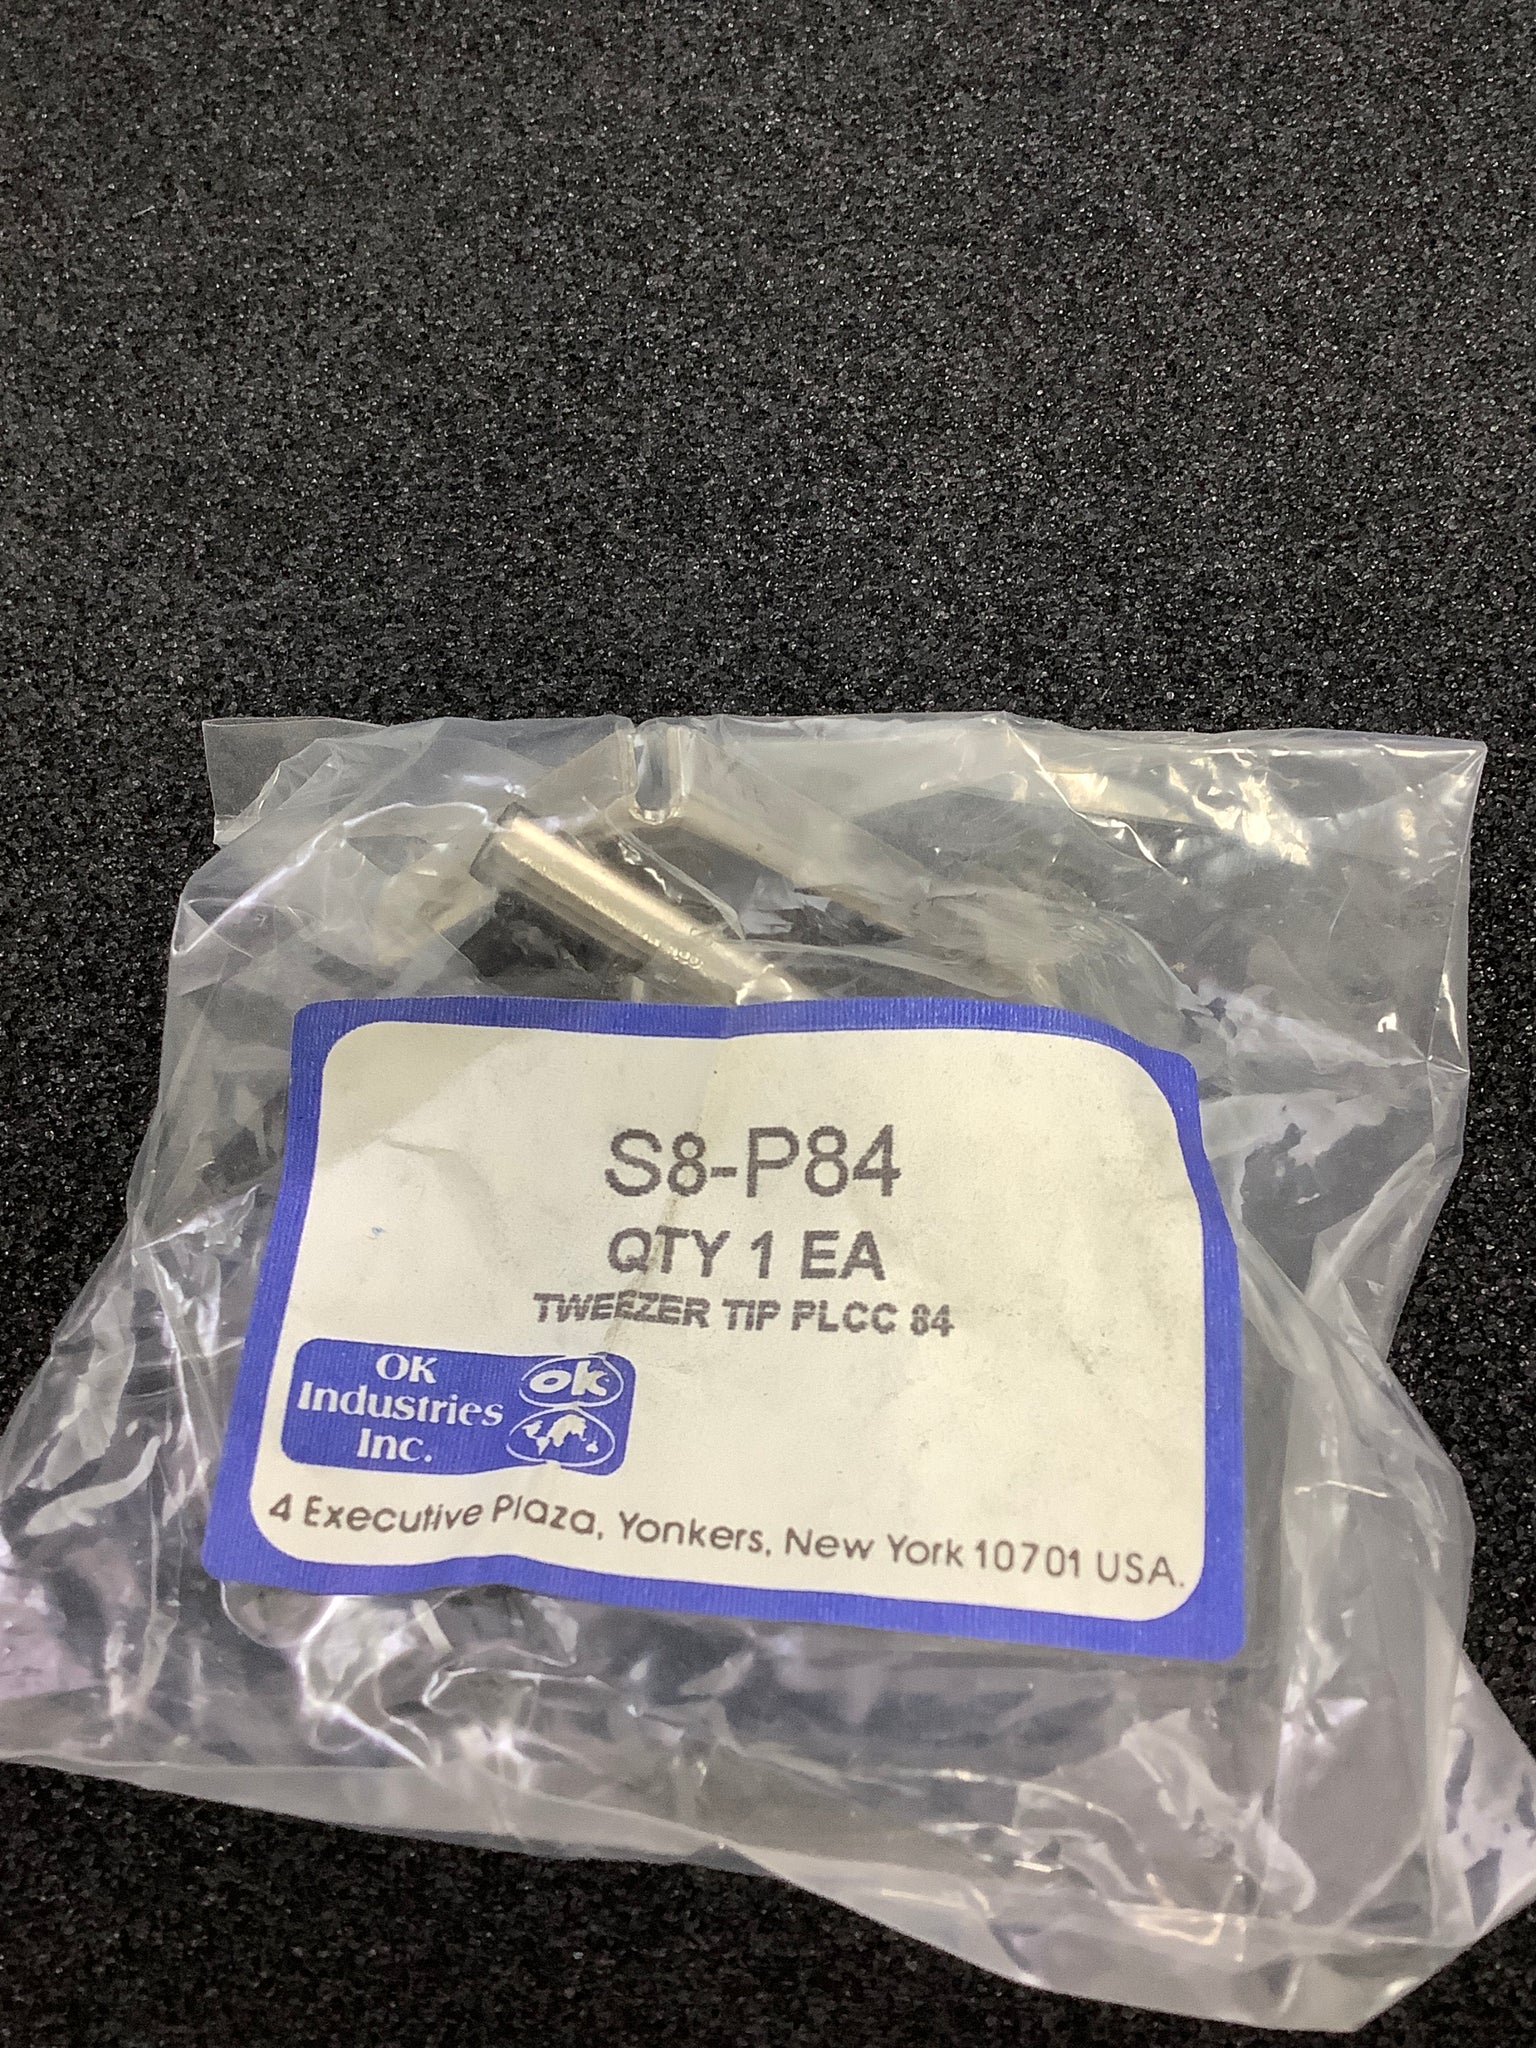 S8-P84
QTY 1 EA
TWEEZER TIP PLCC 84
OK
Industries
Inc.
ok
4 Executive Plaza, Yonkers, New York 10701 USA.